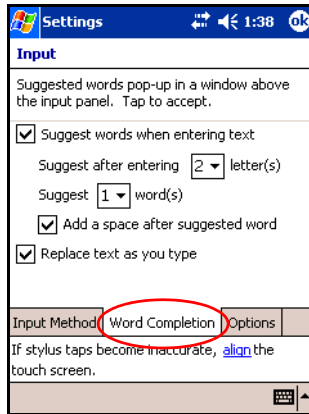 Settings 1:38 ok
Input
Suggested words pop-up in a window above
the input panel. Tap to accept.
Suggest words when entering text
Suggest after entering 2 letter(s)
Suggest 1 word(s)
Add a space after suggested word
Replace text as you type
Input Method Word Completion Options
If stylus taps become inaccurate, align the
touch screen.